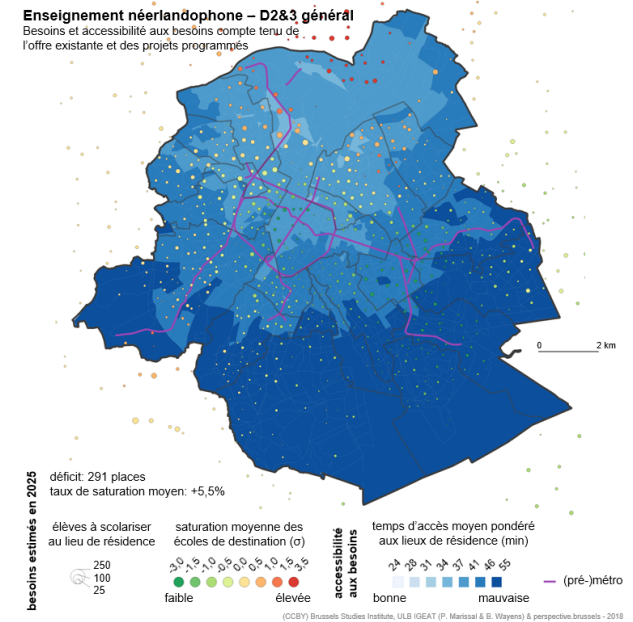 Enseignement néerlandophone – D2&3 général
Besoins et accessibilité aux besoins compte tenu de
l'offre existante et des projets programmés
0 2 km
besoins estimés en 2025
déficit: 291 places
taux de saturation moyen: +5,5%
élèves à scolariser
au lieu de résidence
250
100
25
saturation moyenne des
écoles de destination (σ)
-3,0 -1,5 -1,0 -0,5 0,0 0,5 1,0 1,5 3,5
faible élevée
accessibilité
aux besoins
temps d'accès moyen pondéré
aux lieux de résidence (min)
24 28 31 34 37 41 46 55
bonne mauvaise
(pré-)métro
(CCBY) Brussels Studies Institute, ULB IGEAT (P. Marissal & B. Wayens) & perspective.brussels - 2018